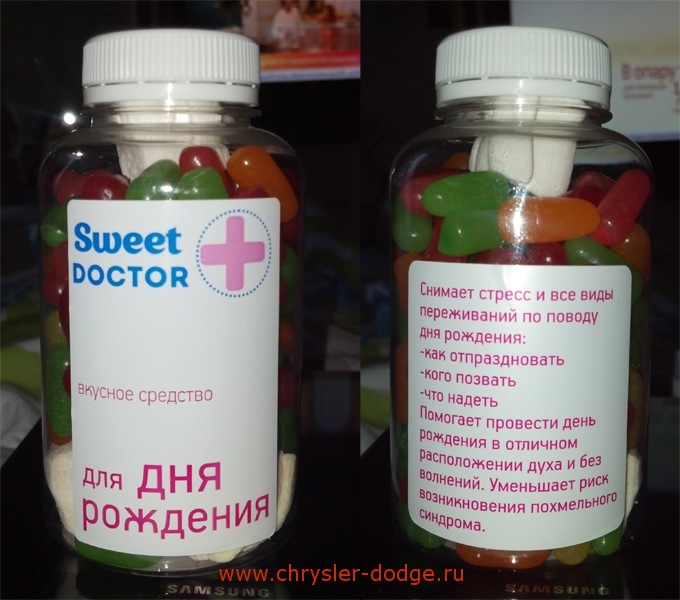 Sweet
DOCTOR
вкусное средство
для дня
рождения
SAMSUNG
В опару
Снимает стресс и все виды
переживаний по поводу
дня рождения:
-как отпраздновать
-кого позвать
-что надеть
Помогает провести день
рождения в отличном
расположении духа и без
волнений. Уменьшает риск
возникновения похмельного
синдрома.
SAMSUNG
www.chrysler-dodge.ru